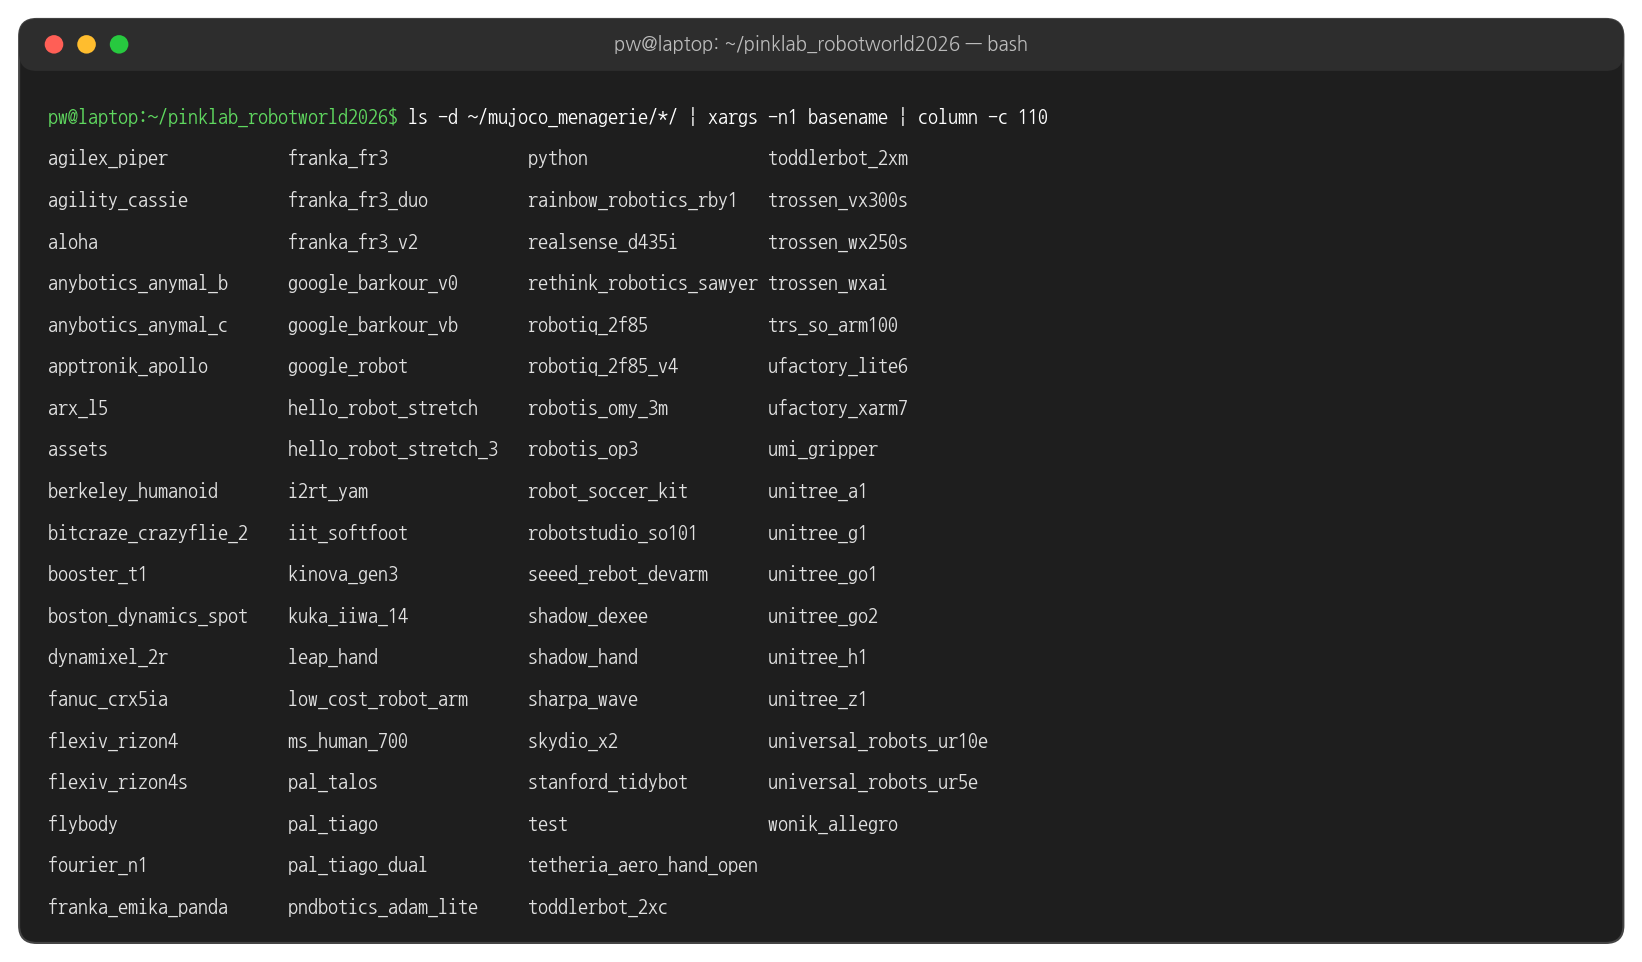 pw@laptop: ~/pinklab_robotworld2026 — bash
pw@laptop:~/pinklab_robotworld2026$ ls -d ~/mujoco_menagerie/*/ | xargs -n1 basename | column -c 110
agilex_piper franka_fr3 python toddlerbot_2xm
agility_cassie franka_fr3_duo rainbow_robotics_rby1 trossen_vx300s
aloha franka_fr3_v2 realsense_d435i trossen_wx250s
anybotics_anymal_b google_barkour_v0 rethink_robotics_sawyer trossen_wxai
anybotics_anymal_c google_barkour_vb robotiq_2f85 trs_so_arm100
apptronik_apollo google_robot robotiq_2f85_v4 ufactory_lite6
arx_l5 hello_robot_stretch robotis_omy_3m ufactory_xarm7
assets hello_robot_stretch_3 robotis_op3 umi_gripper
berkeley_humanoid i2rt_yam robot_soccer_kit unitree_a1
bitcraze_crazyflie_2 iit_softfoot robotstudio_so101 unitree_g1
booster_t1 kinova_gen3 seeed_rebot_devarm unitree_go1
boston_dynamics_spot kuka_iiwa_14 shadow_dexee unitree_go2
dynamixel_2r leap_hand shadow_hand unitree_h1
fanuc_crx5ia low_cost_robot_arm sharpa_wave unitree_z1
flexiv_rizon4 ms_human_700 skydio_x2 universal_robots_ur10e
flexiv_rizon4s pal_talos stanford_tidybot universal_robots_ur5e
flybody pal_tiago test wonik_allegro
fourier_n1 pal_tiago_dual tetheria_aero_hand_open
franka_emika_panda pndbotics_adam_lite toddlerbot_2xc